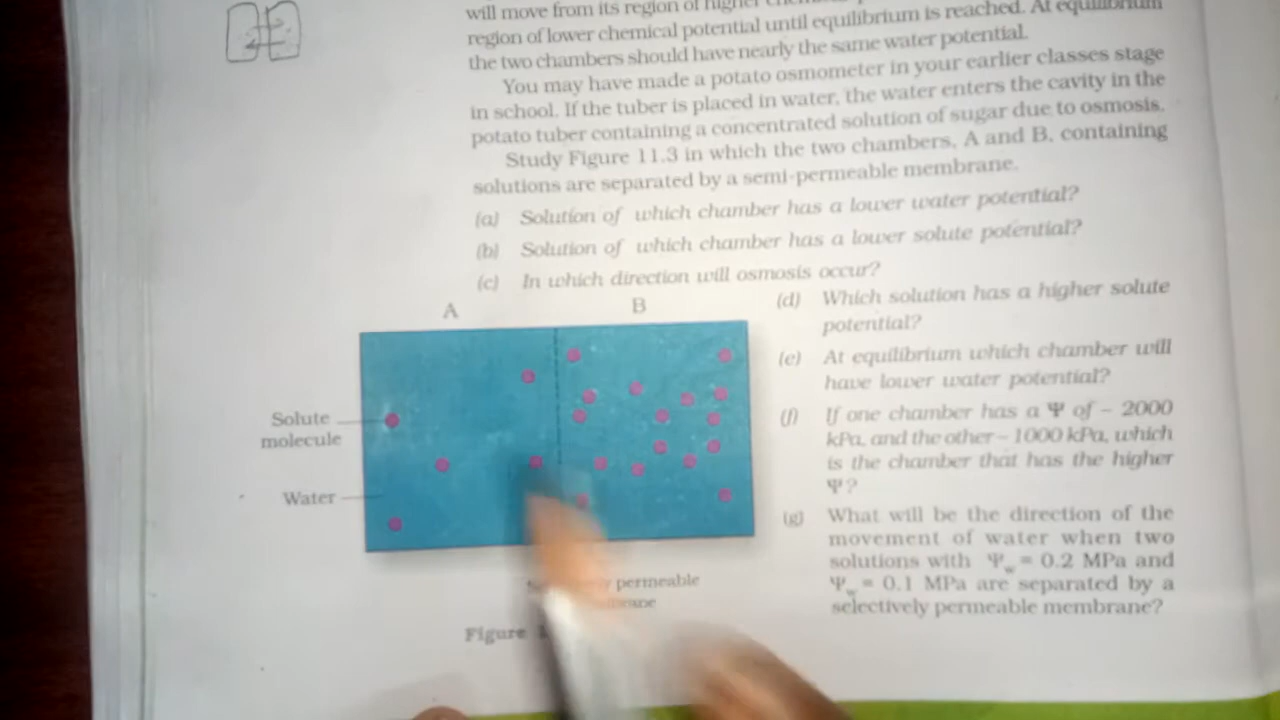 will move from its region of higher
region of lower chemical potential until equilibrium is reached. At equilibrium
the two chambers should have nearly the same water potential.
You may have made a potato osmometer in your earlier classes stage
in school. If the tuber is placed in water, the water enters the cavity in the
potato tuber containing a concentrated solution of sugar due to osmosis.
Study Figure 11.3 in which the two chambers, A and B, containing
solutions are separated by a semi-permeable membrane.
(a) Solution of which chamber has a lower water potential?
(b) Solution of which chamber has a lower solute potential?
(c) In which direction will osmosis occur?
A B
Solute
molecule
Water
permeable
Figure
(d) Which solution has a higher solute
potential?
(e) At equilibrium which chamber will
have lower water potential?
(f) If one chamber has a Ψ of – 2000
kPa, and the other – 1000 kPa, which
is the chamber that has the higher
Ψ?
(g) What will be the direction of the
movement of water when two
solutions with Ψw = 0.2 MPa and
Ψw = 0.1 MPa are separated by a
selectively permeable membrane?